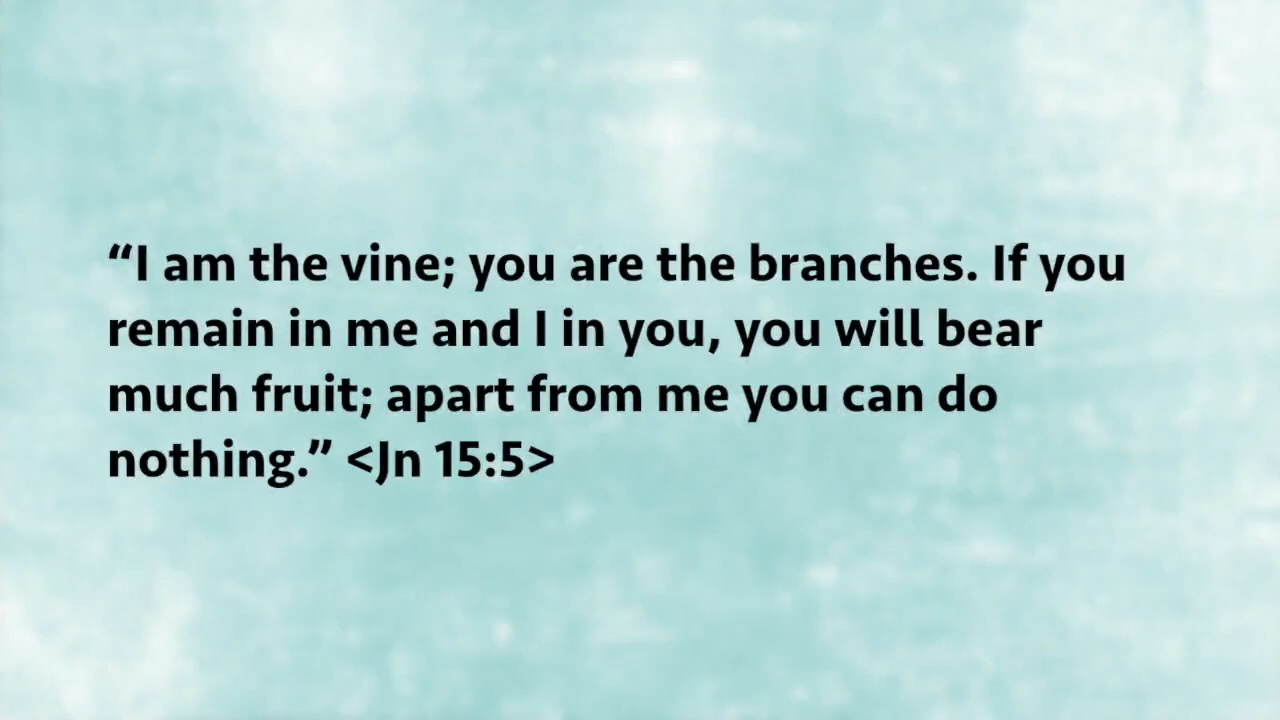 “I am the vine; you are the branches. If you
remain in me and I in you, you will bear
much fruit; apart from me you can do
nothing.” <Jn 15:5>